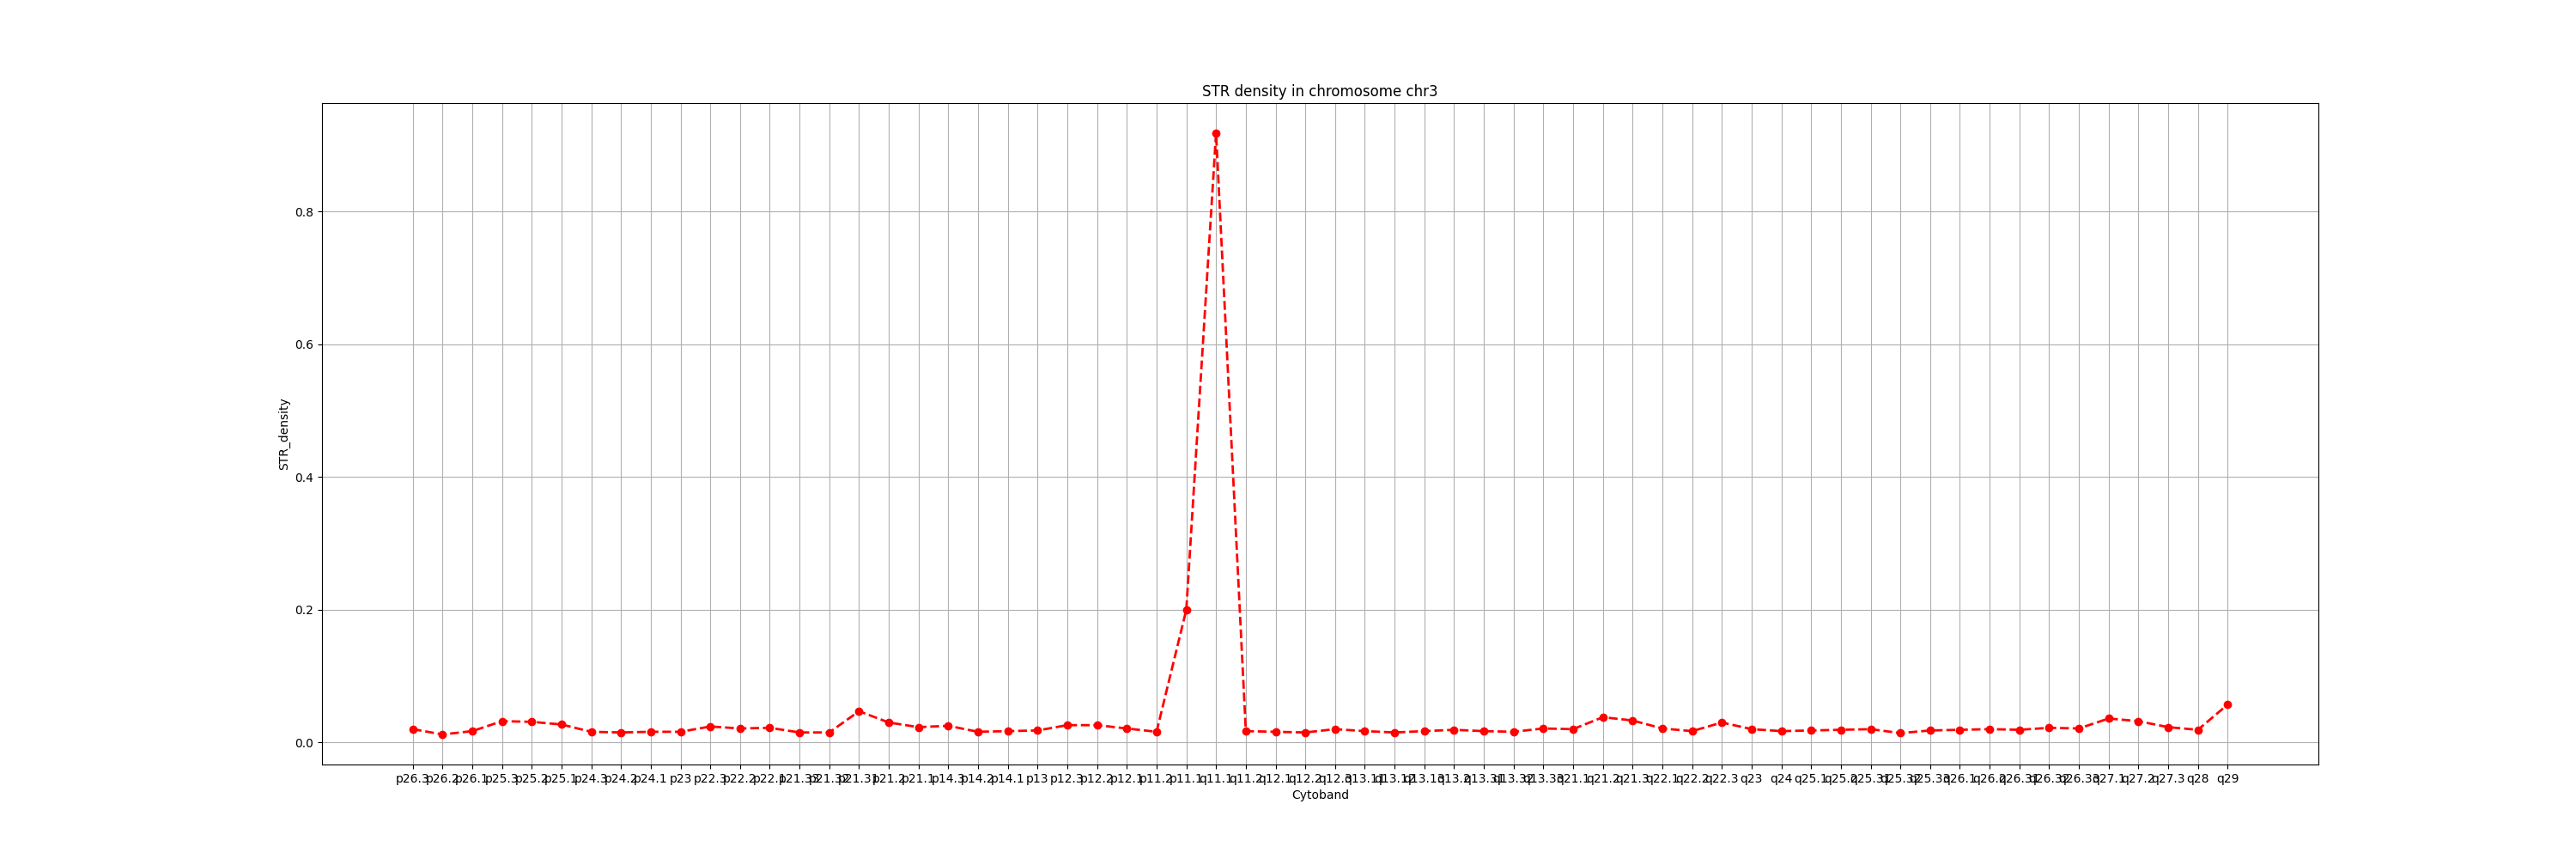 STR density in chromosome chr3
0.8
0.6
STR_density
0.4
0.2
0.0
p26.3 p26.2 p26.1 p25.3 p25.2 p25.1 p24.3 p24.2 p24.1 p23 p22.3 p22.2 p22.1 p21.33 p21.32 p21.31 p21.2 p21.1 p14.3 p14.2 p14.1 p13 p12.3 p12.2 p12.1 p11.2 p11.1 q11.1 q11.2 q12.1 q12.2 q12.3 q13.11 q13.12 q13.13 q13.2 q13.31 q13.32 q13.33 q21.1 q21.2 q21.3 q22.1 q22.2 q22.3 q23 q24 q25.1 q25.2 q25.31 q25.32 q25.33 q26.1 q26.2 q26.31 q26.32 q26.33 q27.1 q27.2 q27.3 q28 q29
Cytoband